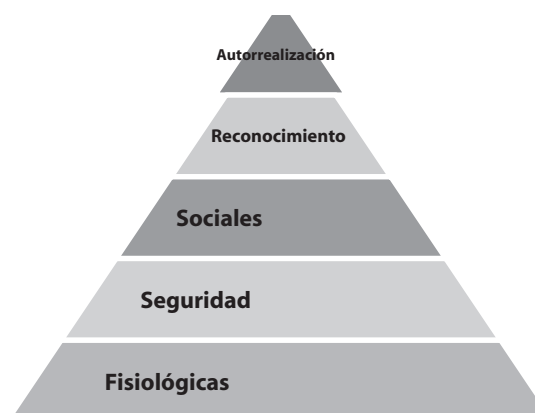 Autorrealización
Reconocimiento
Sociales
Seguridad
Fisiológicas